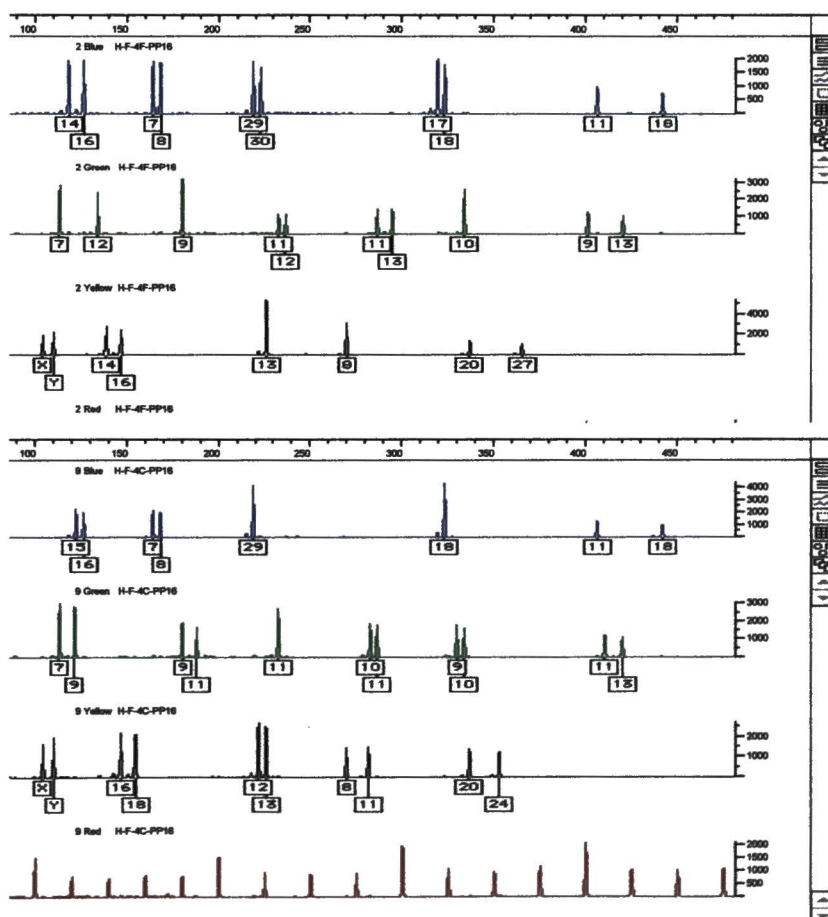 100 150 200 250 300 350 400 450
2 Blue H-F-4F-PP16
2000
1500
1000
500
14 7 29 17 11 18
16 8 30 18
2 Green H-F-4F-PP16
3000
2000
1000
7 12 9 11 11 10 9 13
12 13
2 Yellow H-F-4F-PP16
4000
2000
X 14 13 8 20 27
Y 16
2 Red H-F-4F-PP16
100 150 200 250 300 350 400 450
9 Blue H-F-4C-PP16
4000
3000
2000
1000
15 7 29 18 11 18
16 8
9 Green H-F-4C-PP16
3000
2000
1000
7 9 11 10 9 11
9 11 11 10 13
9 Yellow H-F-4C-PP16
2000
1000
X 16 12 8 20
Y 18 13 11 24
9 Red H-F-4C-PP16
2000
1500
1000
500
0